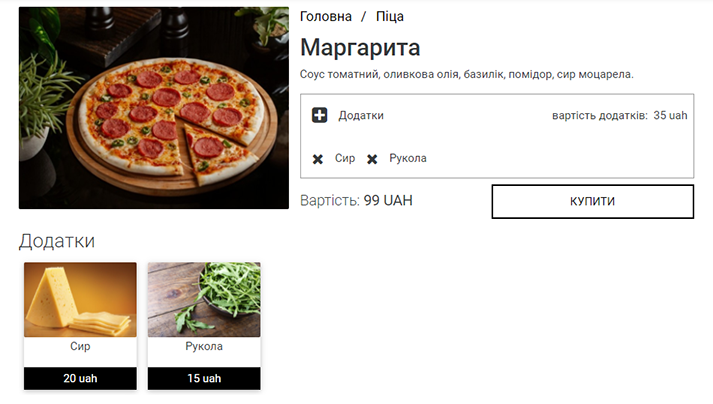 Головна / Піца
Маргарита
Соус томатний, оливкова олія, базилік, помідор, сир моцарела.
Додатки вартість додатків: 35 uah
Сир Рукола
Вартість: 99 UAH КУПИТИ
Додатки
Сир Рукола
20 uah 15 uah